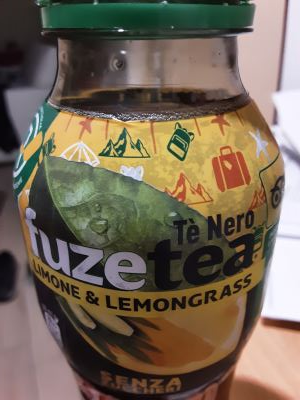 Tè Nero
fuzetea
LIMONE & LEMONGRASS
SENZA